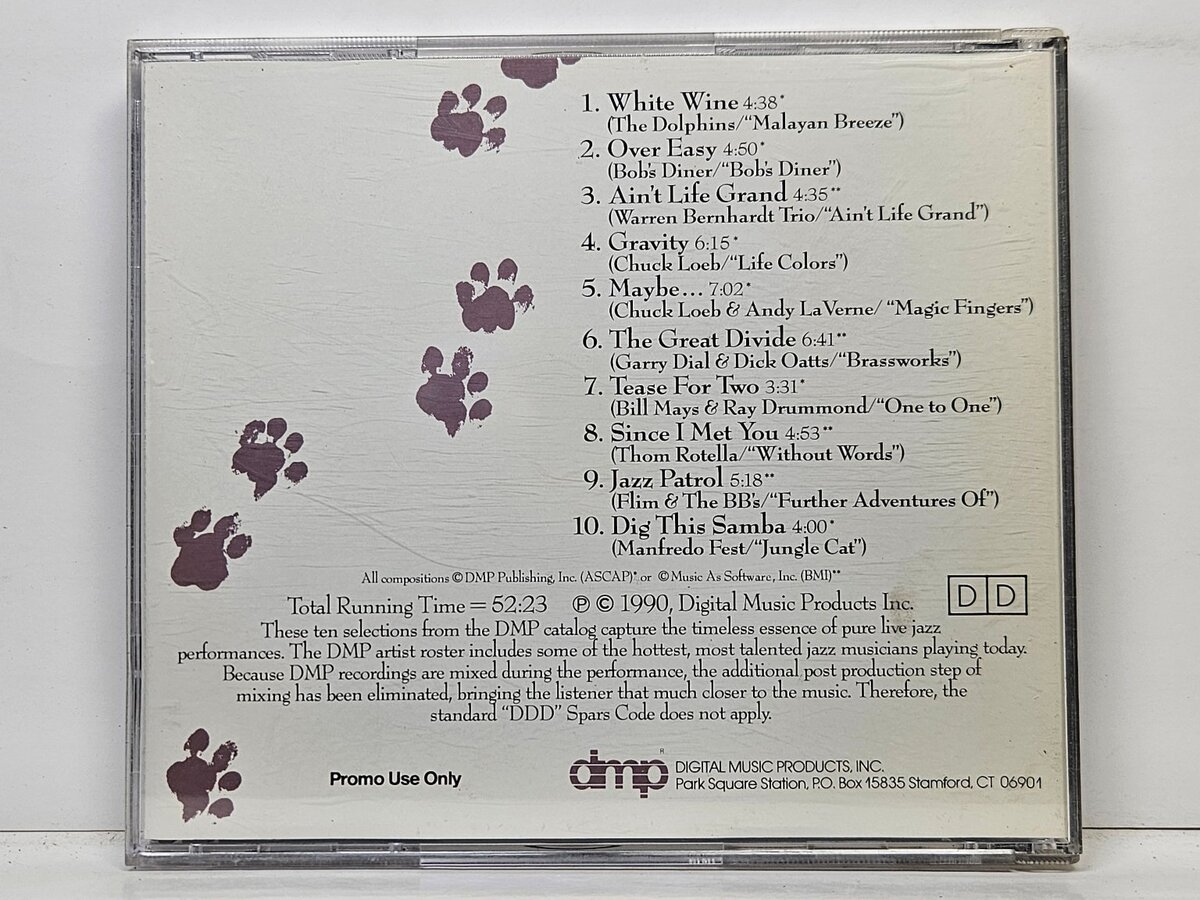 1. White Wine 4:38*
(The Dolphins/“Malayan Breeze”)
2. Over Easy 4:50*
(Bob's Diner/“Bob's Diner”)
3. Ain't Life Grand 4:35**
(Warren Bernhardt Trio/“Ain't Life Grand”)
4. Gravity 6:15*
(Chuck Loeb/“Life Colors”)
5. Maybe... 7:02*
(Chuck Loeb & Andy LaVerne/ “Magic Fingers”)
6. The Great Divide 6:41**
(Garry Dial & Dick Oatts/“Brassworks”)
7. Tease For Two 3:31*
(Bill Mays & Ray Drummond/“One to One”)
8. Since I Met You 4:53**
(Thom Rotella/“Without Words”)
9. Jazz Patrol 5:18**
(Flim & The BB's/“Further Adventures Of”)
10. Dig This Samba 4:00*
(Manfredo Fest/“Jungle Cat”)
All compositions © DMP Publishing, Inc. (ASCAP)* or © Music As Software, Inc. (BMI)**
Total Running Time = 52:23 ℗ © 1990, Digital Music Products Inc.
DD
These ten selections from the DMP catalog capture the timeless essence of pure live jazz
performances. The DMP artist roster includes some of the hottest, most talented jazz musicians playing today.
Because DMP recordings are mixed during the performance, the additional post production step of
mixing has been eliminated, bringing the listener that much closer to the music. Therefore, the
standard “DDD” Spars Code does not apply.
Promo Use Only
dmp® DIGITAL MUSIC PRODUCTS, INC.
Park Square Station, P.O. Box 15835 Stamford, CT 06901